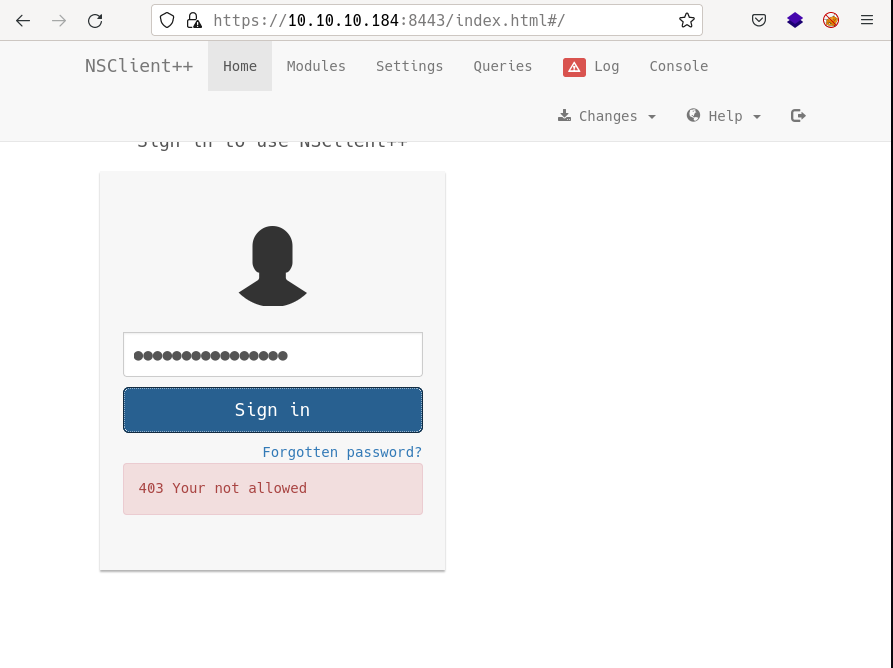 https://10.10.10.184:8443/index.html#/
NSClient++ Home Modules Settings Queries Log Console
Changes Help
Sign in to use NSClient++
Sign in
Forgotten password?
403 Your not allowed